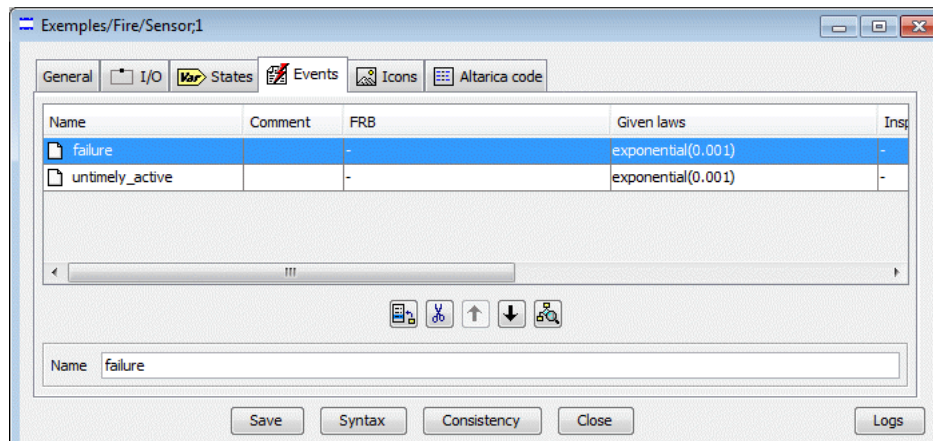 Exemples/Fire/Sensor;1
General I/O Var States Events Icons Altarica code
Name Comment FRB Given laws Insp
failure - exponential(0.001) -
untimely_active - exponential(0.001) -
Name failure
Save Syntax Consistency Close Logs